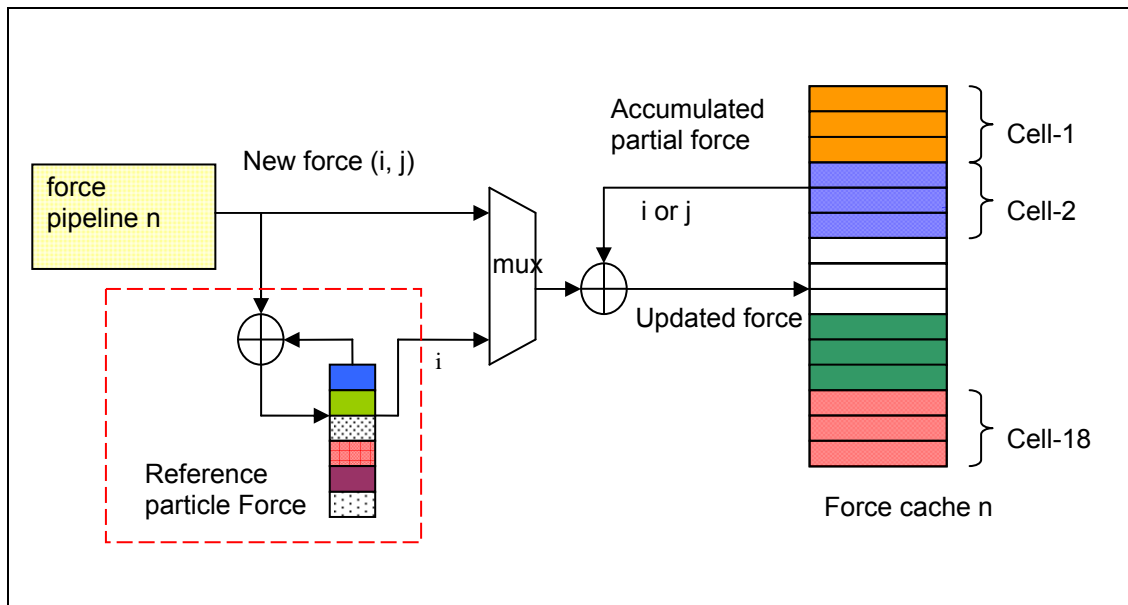 Accumulated
partial force
Cell-1
New force (i, j)
force
pipeline n
i or j
Cell-2
mux
Updated force
i
Cell-18
Reference
particle Force
Force cache n